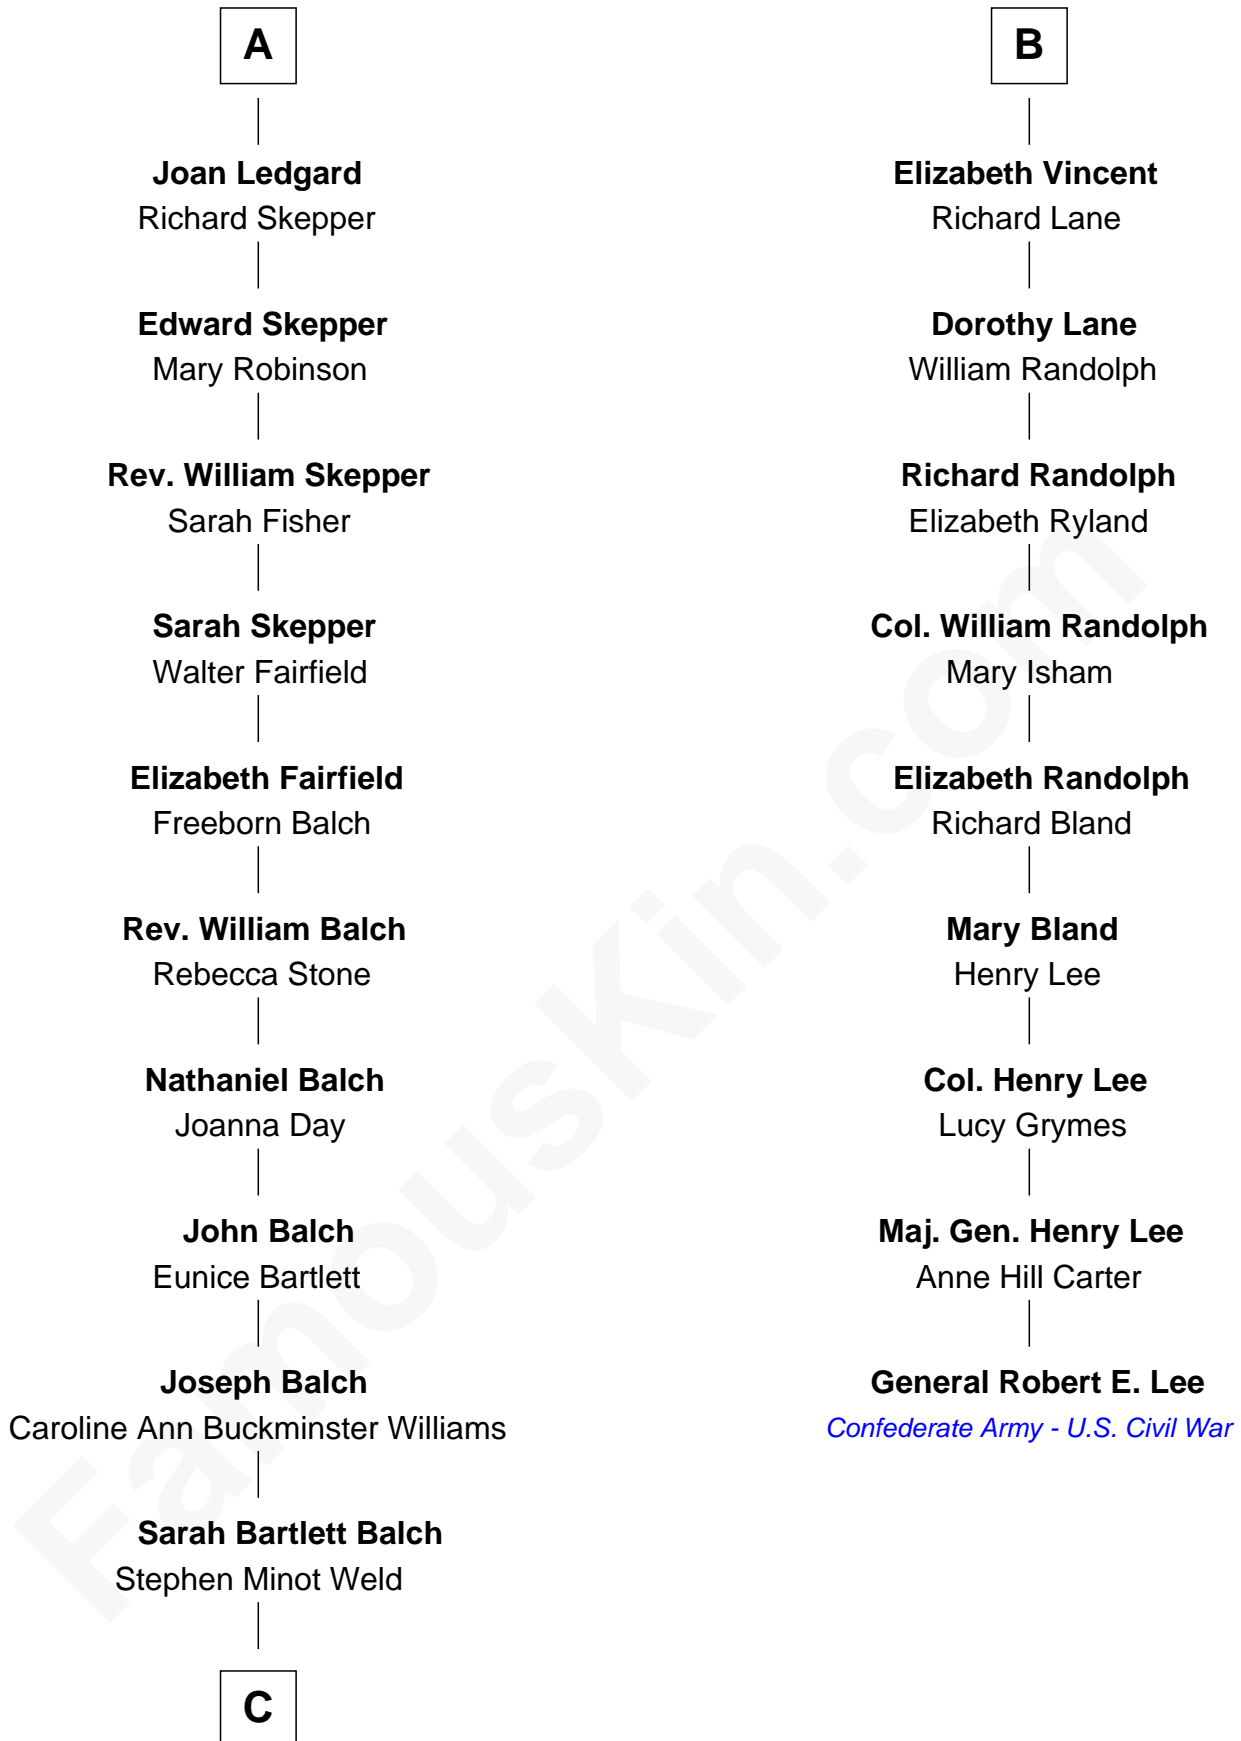 A
Joan Ledgard
Richard Skepper
Edward Skepper
Mary Robinson
Rev. William Skepper
Sarah Fisher
Sarah Skepper
Walter Fairfield
Elizabeth Fairfield
Freeborn Balch
Rev. William Balch
Rebecca Stone
Nathaniel Balch
Joanna Day
John Balch
Eunice Bartlett
Joseph Balch
Caroline Ann Buckminster Williams
Sarah Bartlett Balch
Stephen Minot Weld
C
B
Elizabeth Vincent
Richard Lane
Dorothy Lane
William Randolph
Richard Randolph
Elizabeth Ryland
Col. William Randolph
Mary Isham
Elizabeth Randolph
Richard Bland
Mary Bland
Henry Lee
Col. Henry Lee
Lucy Grymes
Maj. Gen. Henry Lee
Anne Hill Carter
General Robert E. Lee
Confederate Army - U.S. Civil War
FamousKin.com